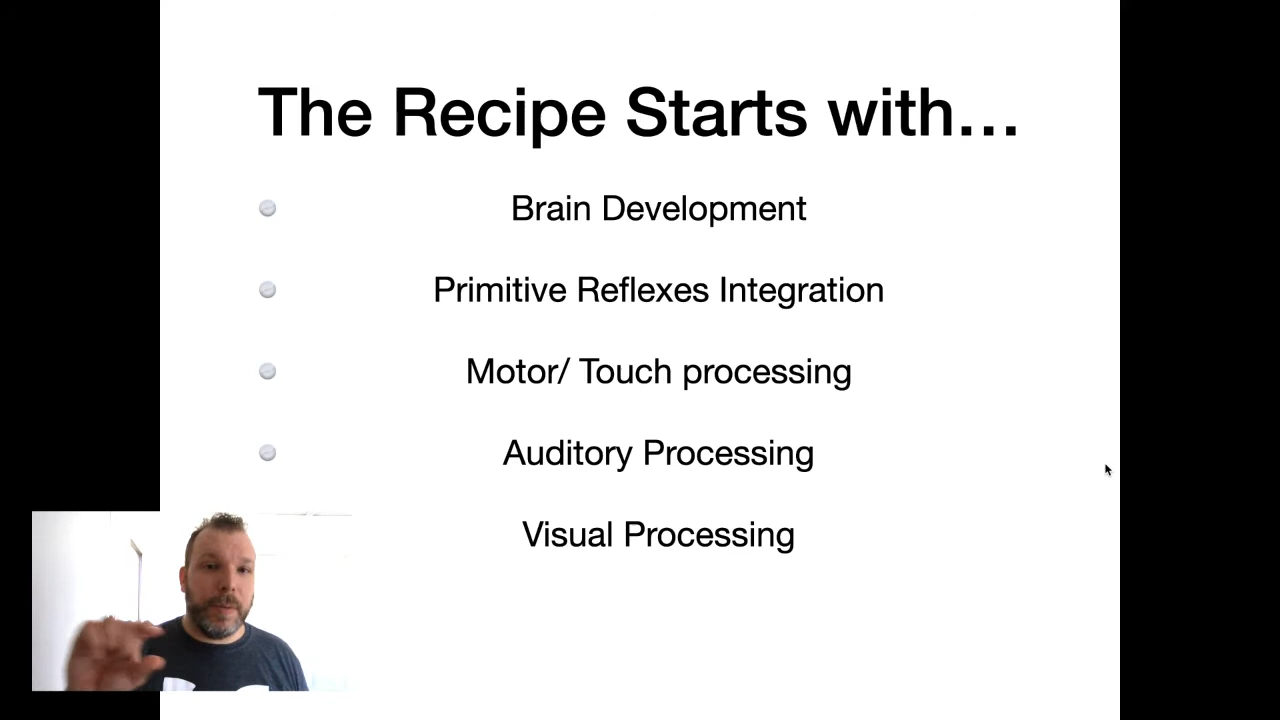 The Recipe Starts with…
Brain Development
Primitive Reflexes Integration
Motor/ Touch processing
Auditory Processing
Visual Processing